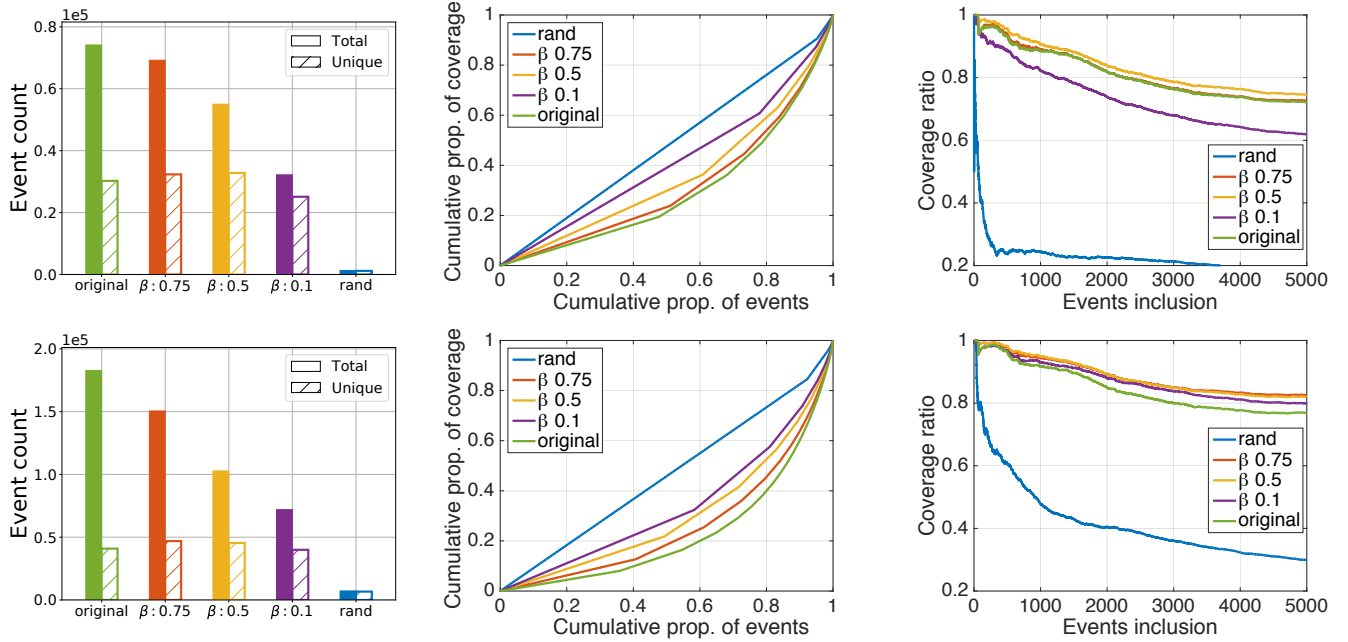 1e5
0.8
0.6
0.4
0.2
0.0
Event count
Total
Unique
original
β : 0.75
β : 0.5
β : 0.1
rand
1
0.8
0.6
0.4
0.2
0
Cumulative prop. of coverage
rand
β 0.75
β 0.5
β 0.1
original
0 0.2 0.4 0.6 0.8 1
Cumulative prop. of events
1
0.8
0.6
0.4
0.2
Coverage ratio
rand
β 0.75
β 0.5
β 0.1
original
0 1000 2000 3000 4000 5000
Events inclusion
1e5
2.0
1.5
1.0
0.5
0.0
Event count
Total
Unique
original
β : 0.75
β : 0.5
β : 0.1
rand
1
0.8
0.6
0.4
0.2
0
Cumulative prop. of coverage
rand
β 0.75
β 0.5
β 0.1
original
0 0.2 0.4 0.6 0.8 1
Cumulative prop. of events
1
0.8
0.6
0.4
0.2
Coverage ratio
rand
β 0.75
β 0.5
β 0.1
original
0 1000 2000 3000 4000 5000
Events inclusion